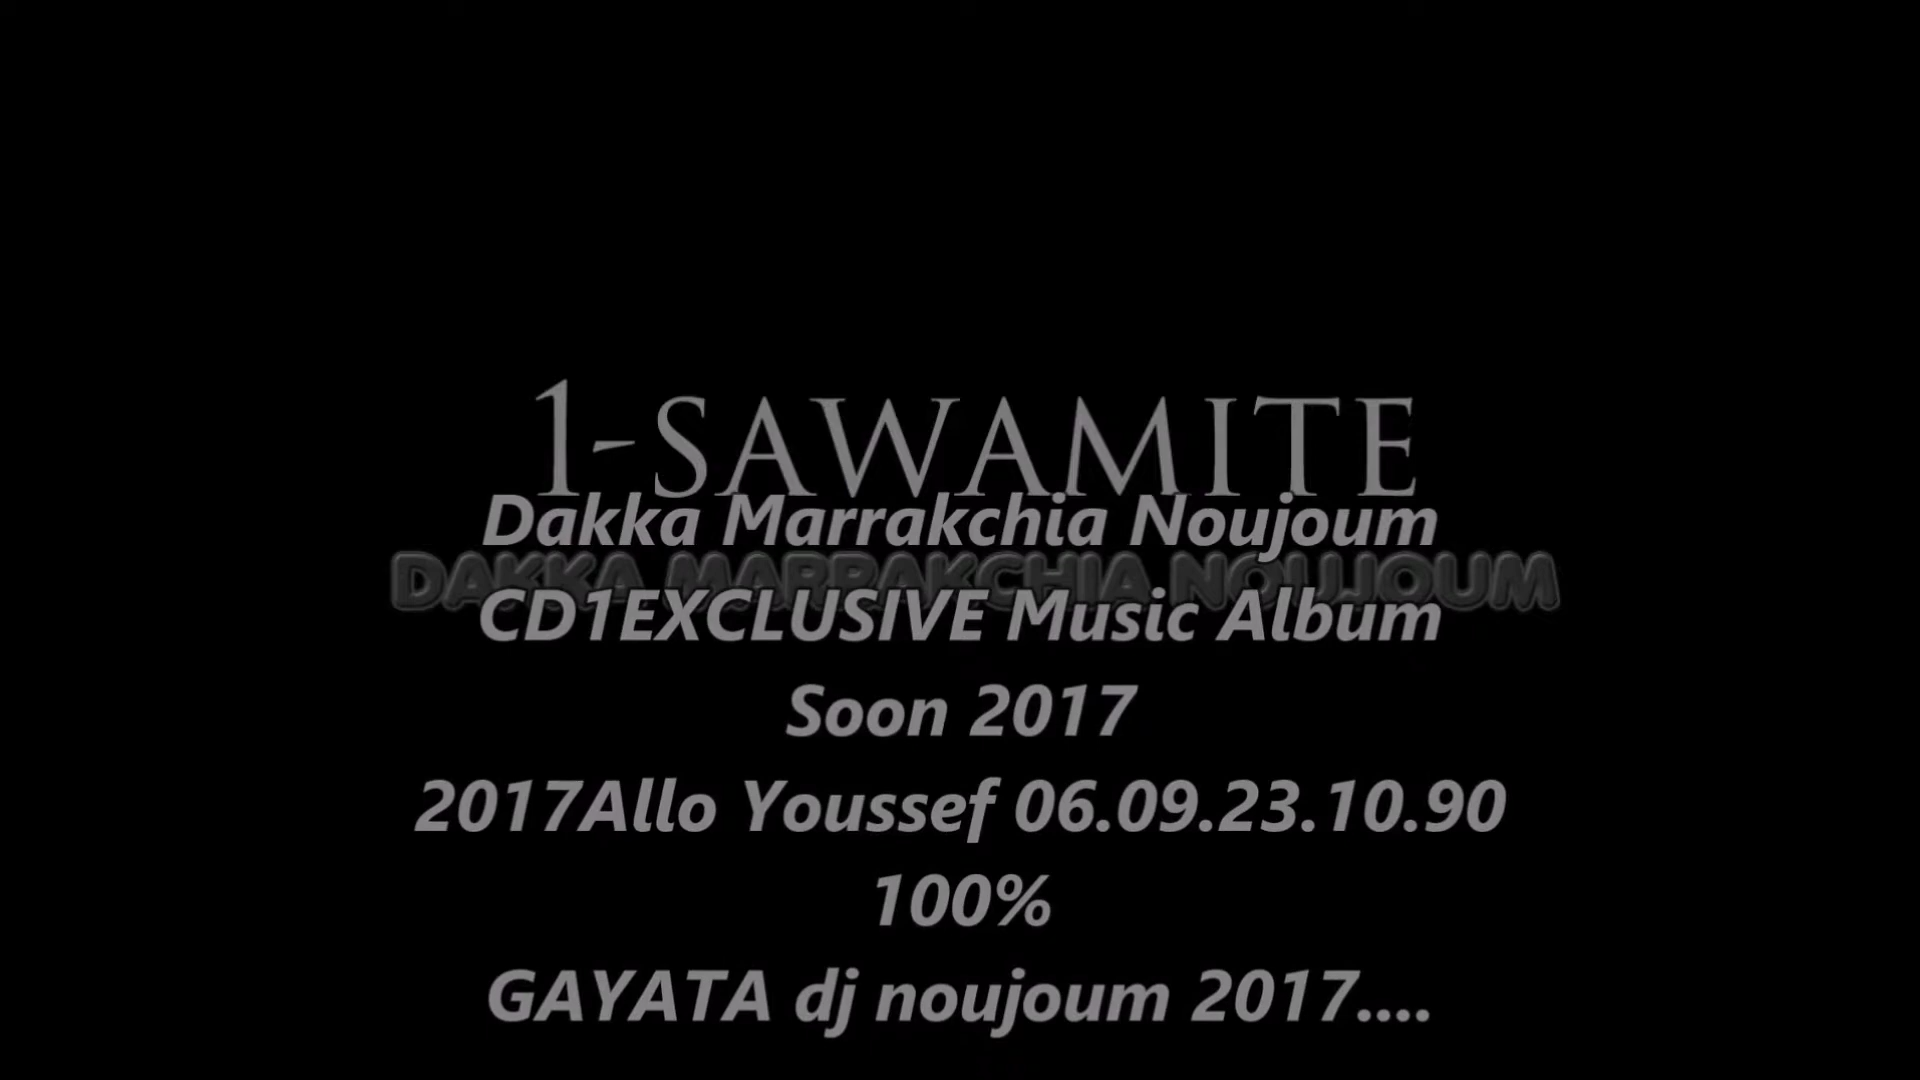 1-SAWAMITE
Dakka Marrakchia Noujoum
DAKKA MARRAKCHIA NOUJOUM
CD1EXCLUSIVE Music Album
Soon 2017
2017Allo Youssef 06.09.23.10.90
100%
GAYATA dj noujoum 2017....